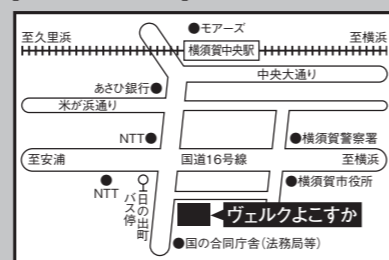 ●モアーズ
至久里浜
横須賀中央駅
至横浜
中央大通り
あさひ銀行●
米が浜通り
NTT●
●横須賀警察署
至安浦
国道16号線
至横浜
●
NTT
日の出町
バス停
●横須賀市役所
ヴェルクよこすか
●国の合同庁舎(法務局等)